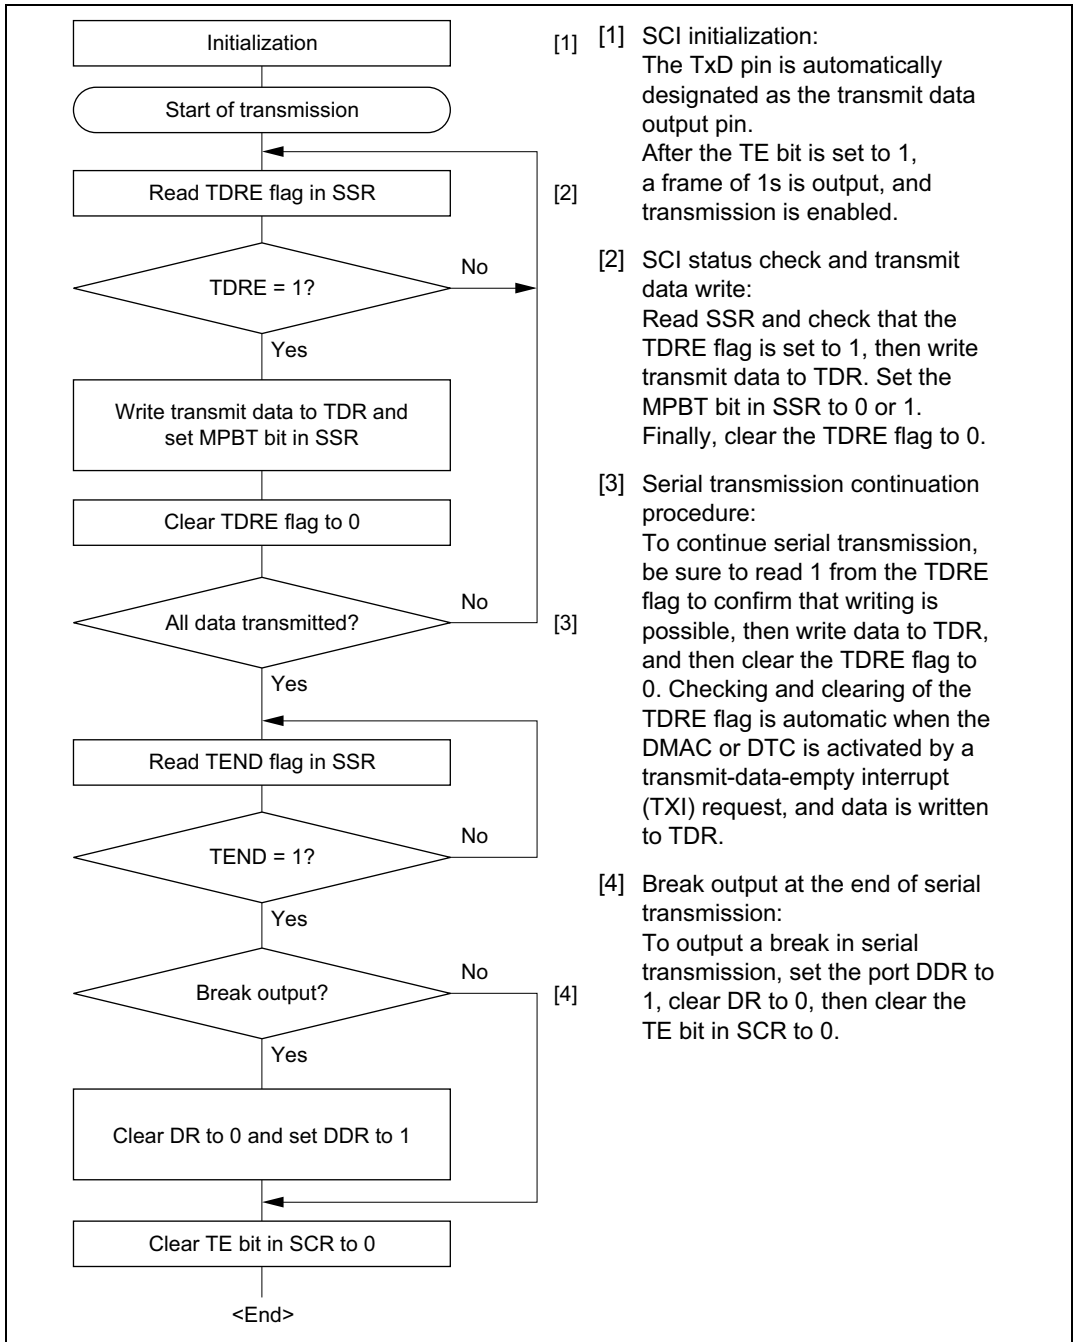 Initialization
[1]
Start of transmission
Read TDRE flag in SSR
[2]
TDRE = 1?
No
Yes
Write transmit data to TDR and
set MPBT bit in SSR
Clear TDRE flag to 0
All data transmitted?
No
[3]
Yes
Read TEND flag in SSR
TEND = 1?
No
Yes
Break output?
No
[4]
Yes
Clear DR to 0 and set DDR to 1
Clear TE bit in SCR to 0
<End>
[1] SCI initialization:
The TxD pin is automatically
designated as the transmit data
output pin.
After the TE bit is set to 1,
a frame of 1s is output, and
transmission is enabled.
[2] SCI status check and transmit
data write:
Read SSR and check that the
TDRE flag is set to 1, then write
transmit data to TDR. Set the
MPBT bit in SSR to 0 or 1.
Finally, clear the TDRE flag to 0.
[3] Serial transmission continuation
procedure:
To continue serial transmission,
be sure to read 1 from the TDRE
flag to confirm that writing is
possible, then write data to TDR,
and then clear the TDRE flag to
0. Checking and clearing of the
TDRE flag is automatic when the
DMAC or DTC is activated by a
transmit-data-empty interrupt
(TXI) request, and data is written
to TDR.
[4] Break output at the end of serial
transmission:
To output a break in serial
transmission, set the port DDR to
1, clear DR to 0, then clear the
TE bit in SCR to 0.